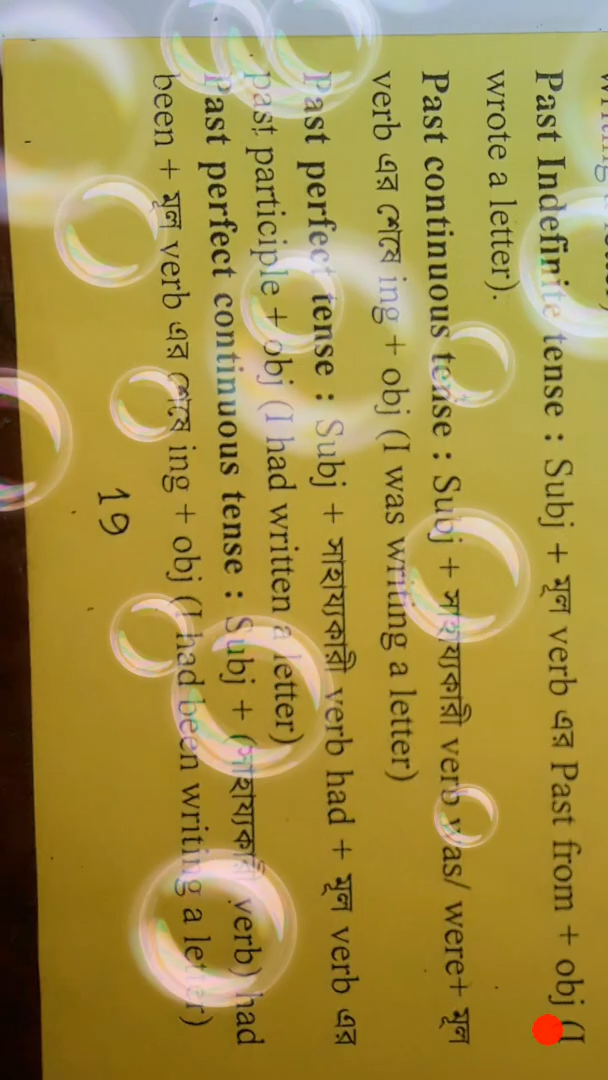 Past Indefinite tense : Subj + মূল verb এর Past from + obj (I
wrote a letter).
Past continuous tense : Subj + সাহায্যকারী verb was/ were+ মূল
verb এর শেষে ing + obj (I was writing a letter)
Past perfect tense : Subj + সাহায্যকারী verb had + মূল verb এর
past participle + obj (I had written a letter)
Past perfect continuous tense : Subj + (সাহায্যকারী verb) had
been + মূল verb এর শেষে ing + obj (I had been writing a letter)
19